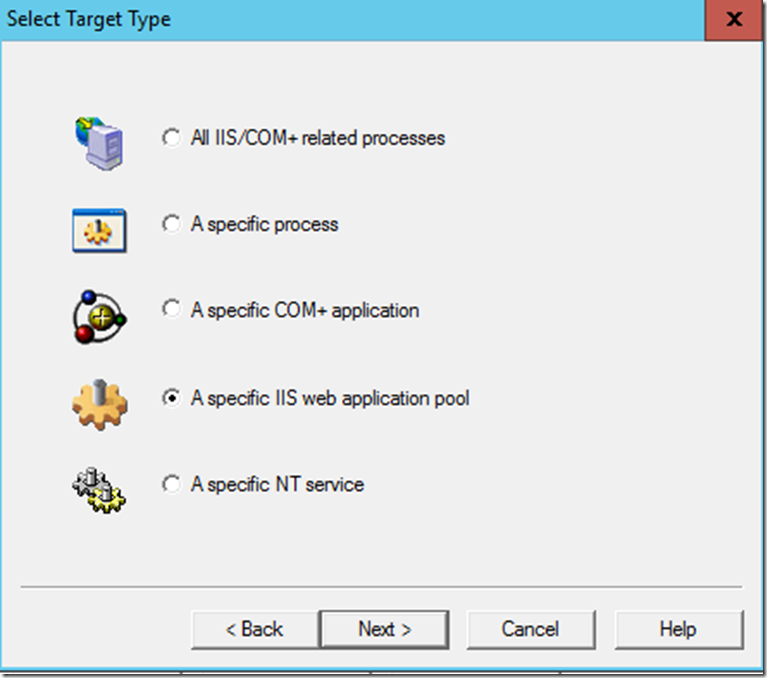 Select Target Type
X
All IIS/COM+ related processes
A specific process
A specific COM+ application
A specific IIS web application pool
A specific NT service
< Back Next > Cancel Help